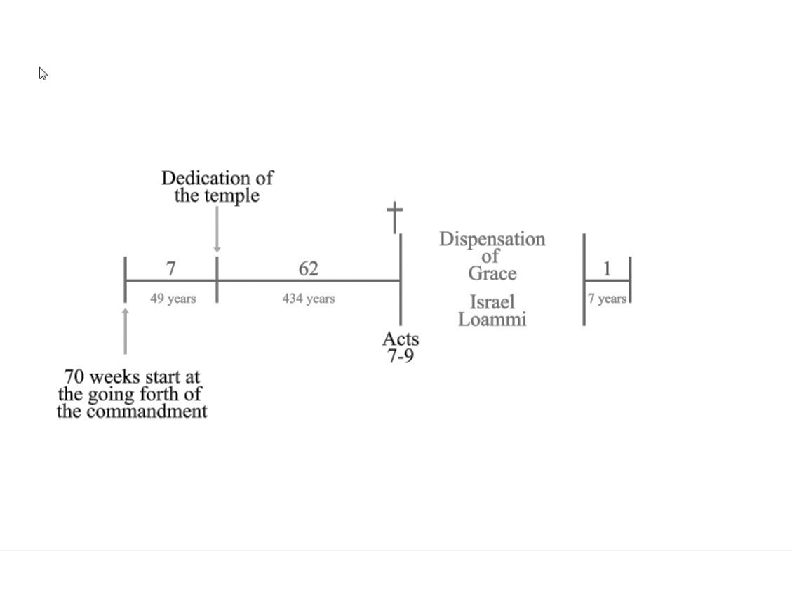 Dedication of
the temple
Dispensation
of
Grace
7
62
1
49 years
434 years
7 years
Israel
Loammi
Acts
7-9
70 weeks start at
the going forth of
the commandment